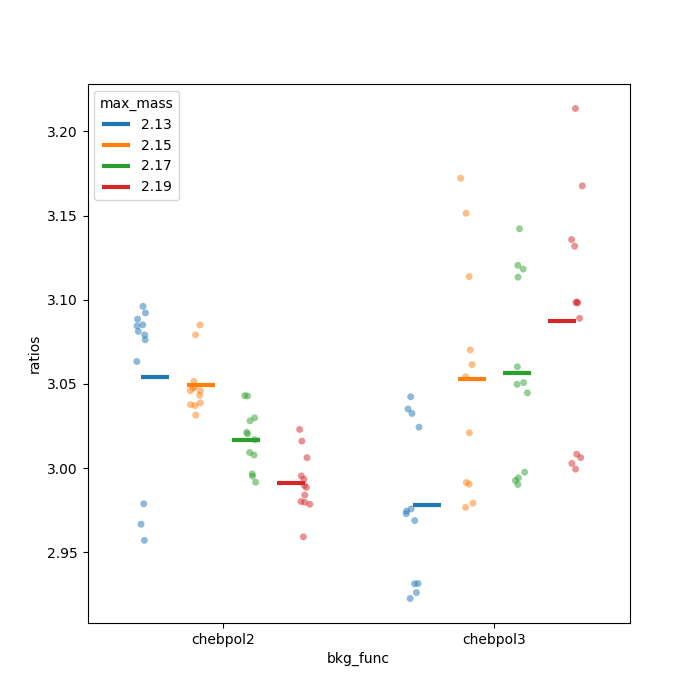 max_mass
2.13
2.15
2.17
2.19
3.20
3.15
3.10
3.05
3.00
2.95
ratios
chebpol2
chebpol3
bkg_func